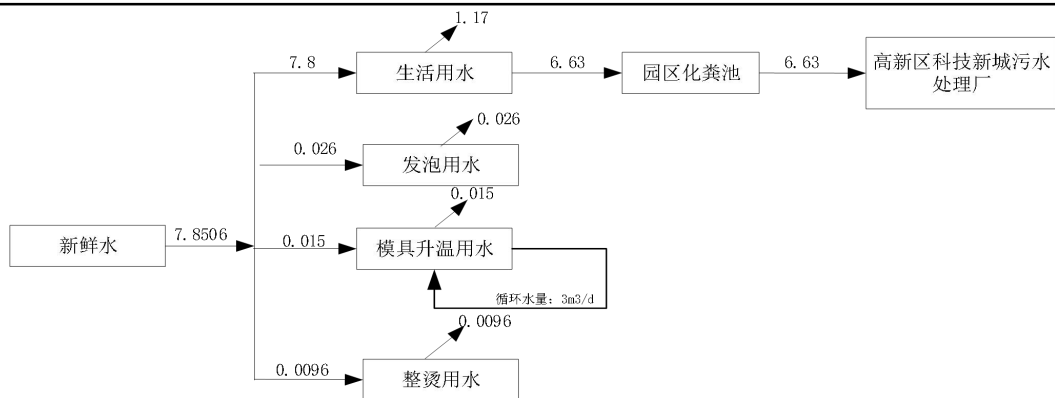 1.17
7.8
生活用水
6.63
园区化粪池
6.63
高新区科技新城污水
处理厂
0.026
0.026
发泡用水
0.015
新鲜水
7.8506
0.015
模具升温用水
循环水量：3m3/d
0.0096
0.0096
整烫用水